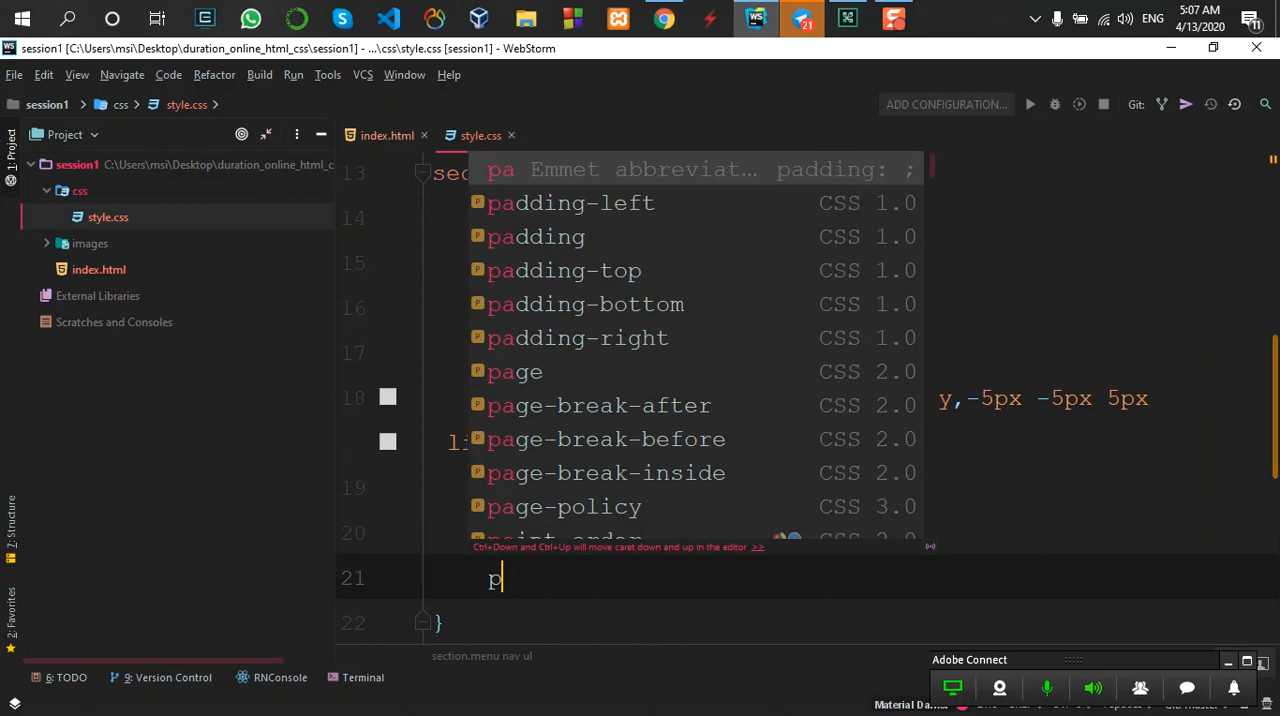 ENG
5:07 AM
4/13/2020
21
11
session1 [C:\Users\msi\Desktop\duration_online_html_css\session1] - ...\css\style.css [session1] - WebStorm
File Edit View Navigate Code Refactor Build Run Tools VCS Window Help
session1 css style.css
ADD CONFIGURATION...
Git:
1: Project
Project
index.html
style.css
session1 C:\Users\msi\Desktop\duration_online_html_c
css
style.css
images
index.html
External Libraries
Scratches and Consoles
7: Structure
2: Favorites
13 sec
14
15
16
17
18 y,-5px -5px 5px
li
19
20
21 p
22 }
pa Emmet abbreviat... padding: ;
padding-left CSS 1.0
padding CSS 1.0
padding-top CSS 1.0
padding-bottom CSS 1.0
padding-right CSS 1.0
page CSS 2.0
page-break-after CSS 2.0
page-break-before CSS 2.0
page-break-inside CSS 2.0
page-policy CSS 3.0
Ctrl+Down and Ctrl+Up will move caret down and up in the editor >>
section.menu nav ul
6: TODO 9: Version Control RNConsole Terminal
Adobe Connect
Material Darker